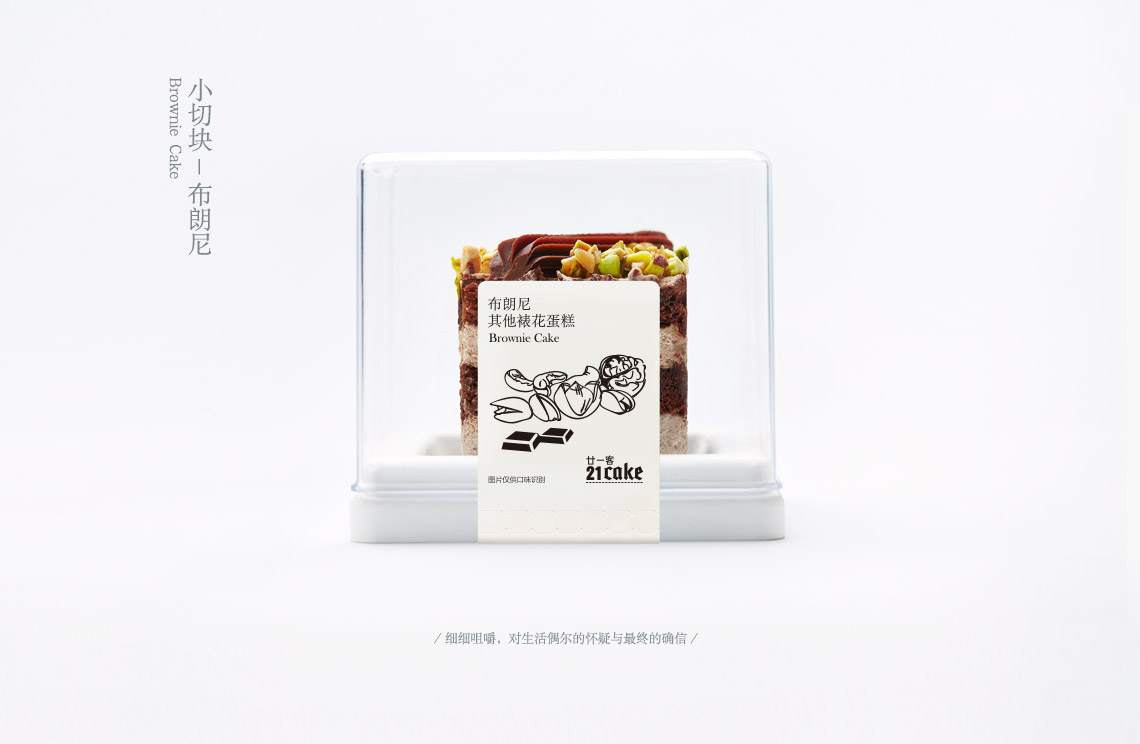 小切块 – 布朗尼
Brownie Cake
布朗尼
其他裱花蛋糕
Brownie Cake
廿一客
21cake
图片仅供口味识别
/ 细细咀嚼，对生活偶尔的怀疑与最终的确信 /